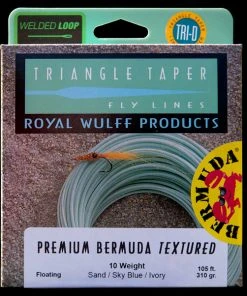 WELDED LOOP
TRI-D
TRIANGLE TAPER
FLY LINES
ROYAL WULFF PRODUCTS
BERMUDA
PREMIUM BERMUDA TEXTURED
10 Weight
105 ft.
Floating
Sand / Sky Blue / Ivory
310 gr.